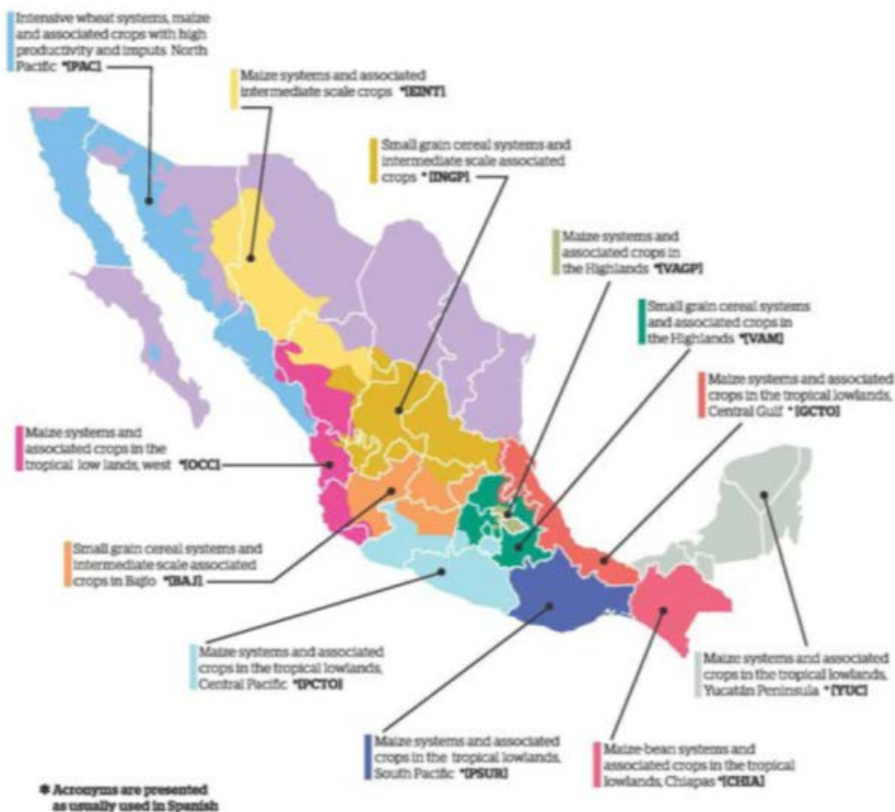 Intensive wheat systems, maize
and associated crops with high
productivity and imputs North
Pacific *[PAC]
Maize systems and associated
intermediate scale crops *[EINT]
Small grain cereal systems and
intermediate scale associated
crops *[INGP]
Maize systems and
associated crops in
the Highlands *[VAGP]
Small grain cereal systems
and associated crops in
the Highlands *[VAM]
Maize systems and associated
crops in the tropical lowlands,
Central Gulf *[GCTO]
Maize systems and
associated crops in the
tropical low lands, west *[OCC]
Small grain cereal systems and
intermediate scale associated
crops in Bajío *[BAJ]
Maize systems and associated
crops in the tropical lowlands,
Central Pacific *[PCTO]
Maize systems and associated
crops in the tropical lowlands,
Yucatán Peninsula *[YUC]
Maize systems and associated
crops in the tropical lowlands,
South Pacific *[PSUR]
Maize-bean systems and
associated crops in the tropical
lowlands, Chiapas *[CHIA]
* Acronyms are presented
as usually used in Spanish